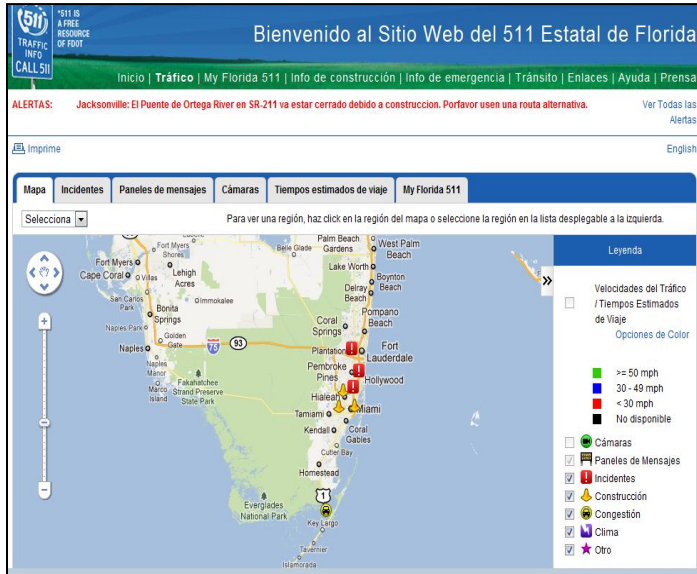 511
TRAFFIC
INFO
CALL 511
*511 IS
A FREE
RESOURCE
OF FDOT
Bienvenido al Sitio Web del 511 Estatal de Florida
Inicio | Tráfico | My Florida 511 | Info de construcción | Info de emergencia | Tránsito | Enlaces | Ayuda | Prensa
ALERTAS: Jacksonville: El Puente de Ortega River en SR-211 va estar cerrado debido a construccion. Porfavor usen una routa alternativa.
Ver Todas las
Alertas
Imprime
English
Mapa Incidentes Paneles de mensajes Cámaras Tiempos estimados de viaje My Florida 511
Selecciona
Para ver una región, haz click en la región del mapa o seleccione la región en la lista desplegable a la izquierda.
Fort Myers
Shores
Fort Myers
Cape Coral
Villas
Lehigh
Acres
San Carlos
Park
Immokalee
Bonita
Springs
Naples Park
Golden
Gate
Naples
Naples
Manor
Marco
Island
Fakahatchee
Strand Preserve
State Park
75
93
Belle Glade
Palm Beach
Gardens
West Palm
Beach
Lake Worth
Boynton
Beach
Delray
Beach
Pompano
Beach
Coral
Springs
Plantation
Fort
Lauderdale
Pembroke
Pines
Hollywood
Hialeah
Miami
Tamiami
Kendall
Coral
Gables
Cutler Bay
Homestead
1
Everglades
National Park
Key Largo
Tavernier
Islamorada
Leyenda
Velocidades del Tráfico
/ Tiempos Estimados
de Viaje
Opciones de Color
>= 50 mph
30 - 49 mph
< 30 mph
No disponible
Cámaras
Paneles de Mensajes
Incidentes
Construcción
Congestión
Clima
Otro